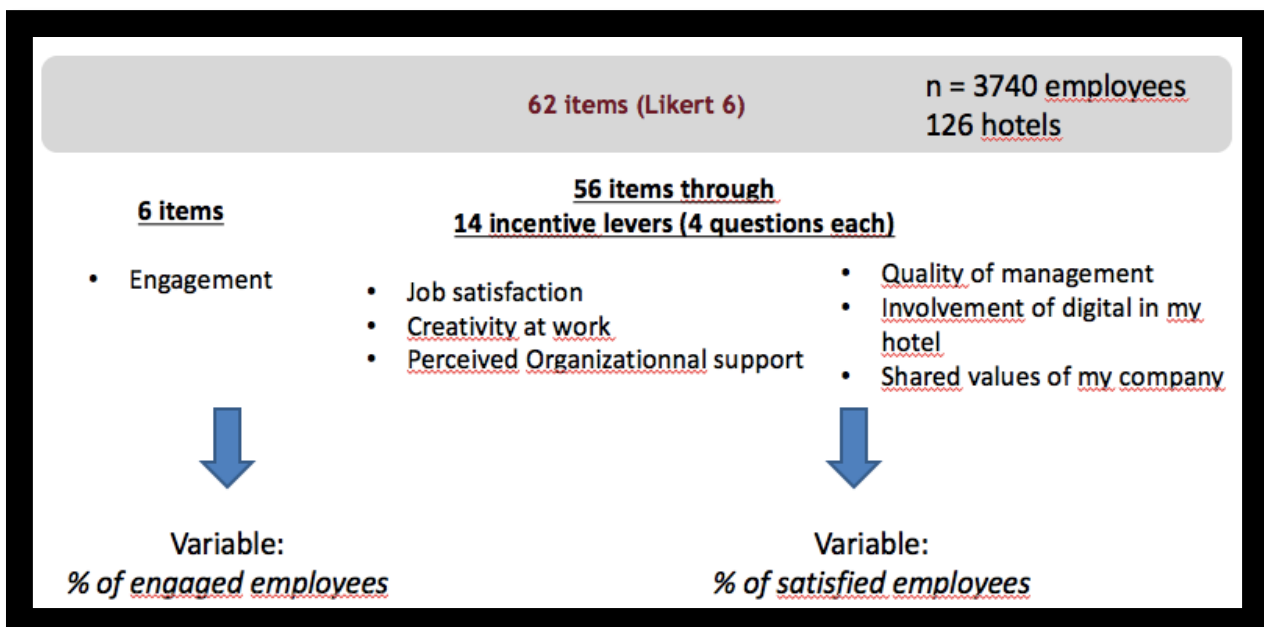 62 items (Likert 6)
n = 3740 employees
126 hotels
6 items
• Engagement
56 items through
14 incentive levers (4 questions each)
• Job satisfaction
• Creativity at work
• Perceived Organizationnal support
• Quality of management
• Involvement of digital in my
hotel
• Shared values of my company
Variable:
% of engaged employees
Variable:
% of satisfied employees